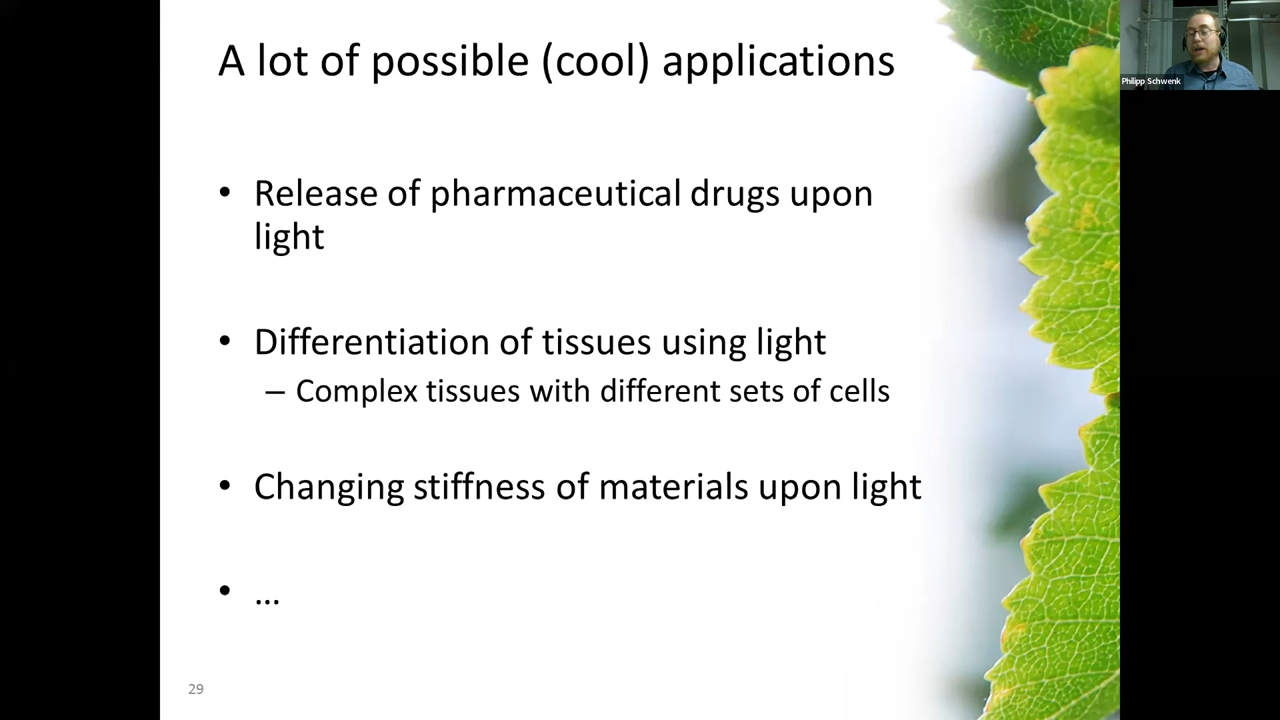 A lot of possible (cool) applications
Philipp Schwenk
• Release of pharmaceutical drugs upon
light
• Differentiation of tissues using light
– Complex tissues with different sets of cells
• Changing stiffness of materials upon light
• …
29